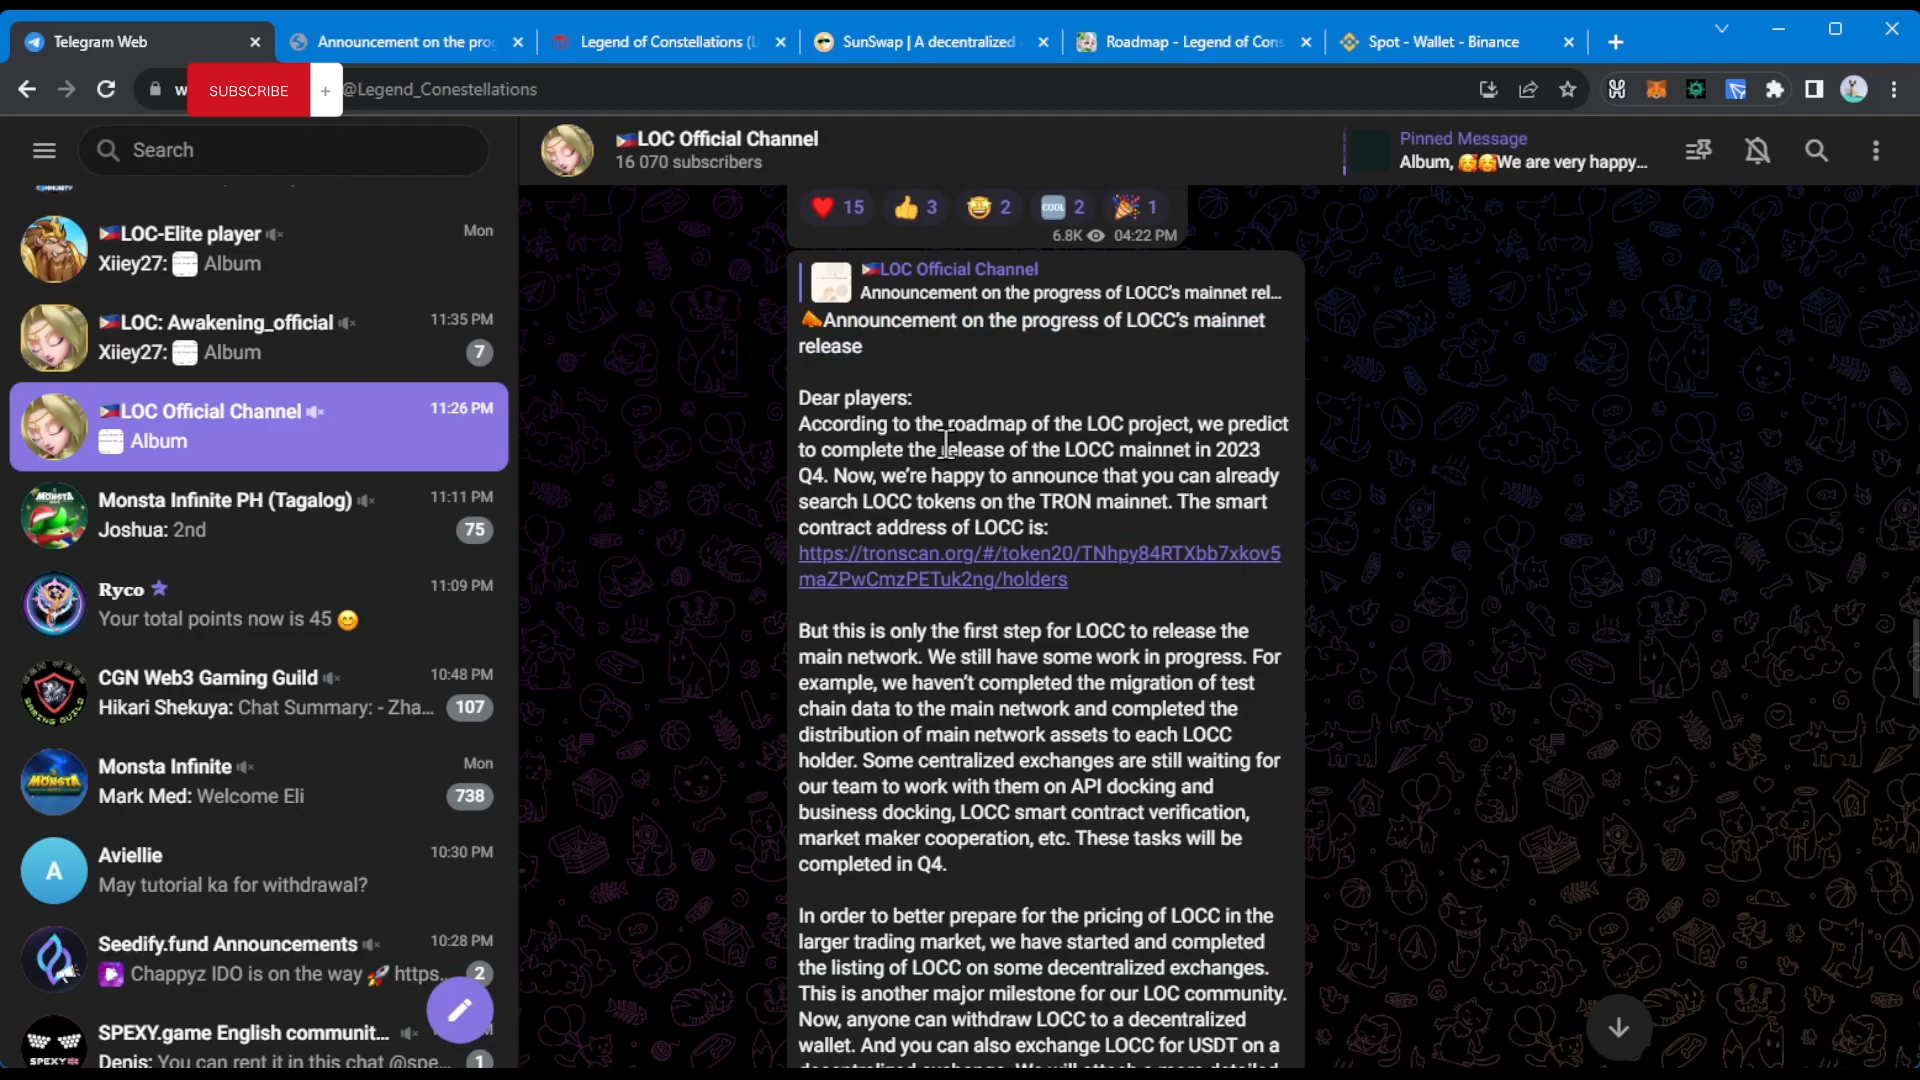 Telegram Web
Announcement on the prog
Legend of Constellations (L
SunSwap | A decentralized
Roadmap - Legend of Cons
Spot - Wallet - Binance
w
SUBSCRIBE
@Legend_Conestellations
Search
LOC Official Channel
16 070 subscribers
Pinned Message
Album, 🥰🥰We are very happy...
COMMUNITY
LOC-Elite player
Mon
Xiiey27: Album
LOC: Awakening_official
11:35 PM
Xiiey27: Album
7
LOC Official Channel
11:26 PM
Album
Monsta Infinite PH (Tagalog)
11:11 PM
Joshua: 2nd
75
Ryco
11:09 PM
Your total points now is 45 😊
CGN Web3 Gaming Guild
10:48 PM
Hikari Shekuya: Chat Summary: - Zha...
107
Monsta Infinite
Mon
Mark Med: Welcome Eli
738
A
Avielliе
10:30 PM
May tutorial ka for withdrawal?
Seedify.fund Announcements
10:28 PM
Chappyz IDO is on the way 🚀 https...
2
SPEXY.game English communit...
Denis: You can rent it in this chat @spe...
1
❤️ 15 👍 3 🤩 2 🆒 2 🎉 1
6.8K 04:22 PM
LOC Official Channel
Announcement on the progress of LOCC's mainnet rel...
📣Announcement on the progress of LOCC's mainnet
release
Dear players:
According to the roadmap of the LOC project, we predict
to complete the release of the LOCC mainnet in 2023
Q4. Now, we're happy to announce that you can already
search LOCC tokens on the TRON mainnet. The smart
contract address of LOCC is:
https://tronscan.org/#/token20/TNhpy84RTXbb7xkov5
maZPwCmzPETuk2ng/holders
But this is only the first step for LOCC to release the
main network. We still have some work in progress. For
example, we haven't completed the migration of test
chain data to the main network and completed the
distribution of main network assets to each LOCC
holder. Some centralized exchanges are still waiting for
our team to work with them on API docking and
business docking, LOCC smart contract verification,
market maker cooperation, etc. These tasks will be
completed in Q4.
In order to better prepare for the pricing of LOCC in the
larger trading market, we have started and completed
the listing of LOCC on some decentralized exchanges.
This is another major milestone for our LOC community.
Now, anyone can withdraw LOCC to a decentralized
wallet. And you can also exchange LOCC for USDT on a